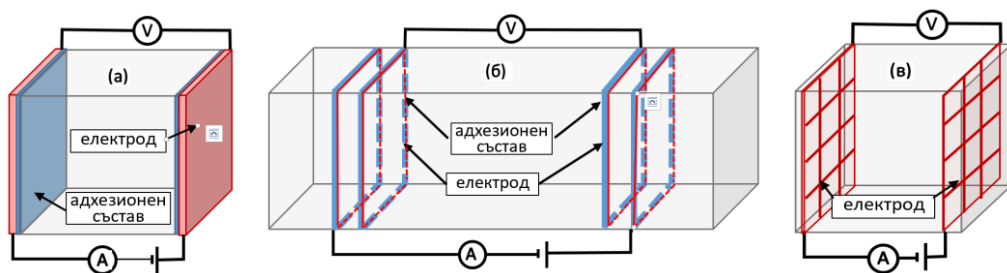 V
(а)
електрод
адхезионен
състав
A
V
(б)
адхезионен
състав
електрод
A
V
(в)
електрод
A